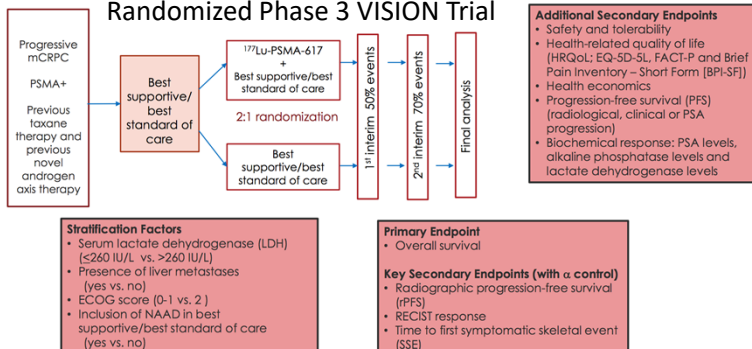 Randomized Phase 3 VISION Trial
Progressive
mCRPC
PSMA+
Previous
taxane
therapy and
previous
novel
androgen
axis therapy
Best
supportive/
best
standard of
care
¹⁷⁷Lu-PSMA-617
+
Best supportive/best
standard of care
2:1 randomization
Best
supportive/best
standard of care
1st interim 50% events
2nd interim 70% events
Final analysis
Additional Secondary Endpoints
• Safety and tolerability
• Health-related quality of life
(HRQoL; EQ-5D-5L, FACT-P and Brief
Pain Inventory – Short Form [BPI-SF])
• Health economics
• Progression-free survival (PFS)
(radiological, clinical or PSA
progression)
• Biochemical response: PSA levels,
alkaline phosphatase levels and
lactate dehydrogenase levels
Stratification Factors
• Serum lactate dehydrogenase (LDH)
(≤260 IU/L vs. >260 IU/L)
• Presence of liver metastases
(yes vs. no)
• ECOG score (0-1 vs. 2 )
• Inclusion of NAAD in best
supportive/best standard of care
(yes vs. no)
Primary Endpoint
• Overall survival
Key Secondary Endpoints (with α control)
• Radiographic progression-free survival
(rPFS)
• RECIST response
• Time to first symptomatic skeletal event
(SSE)